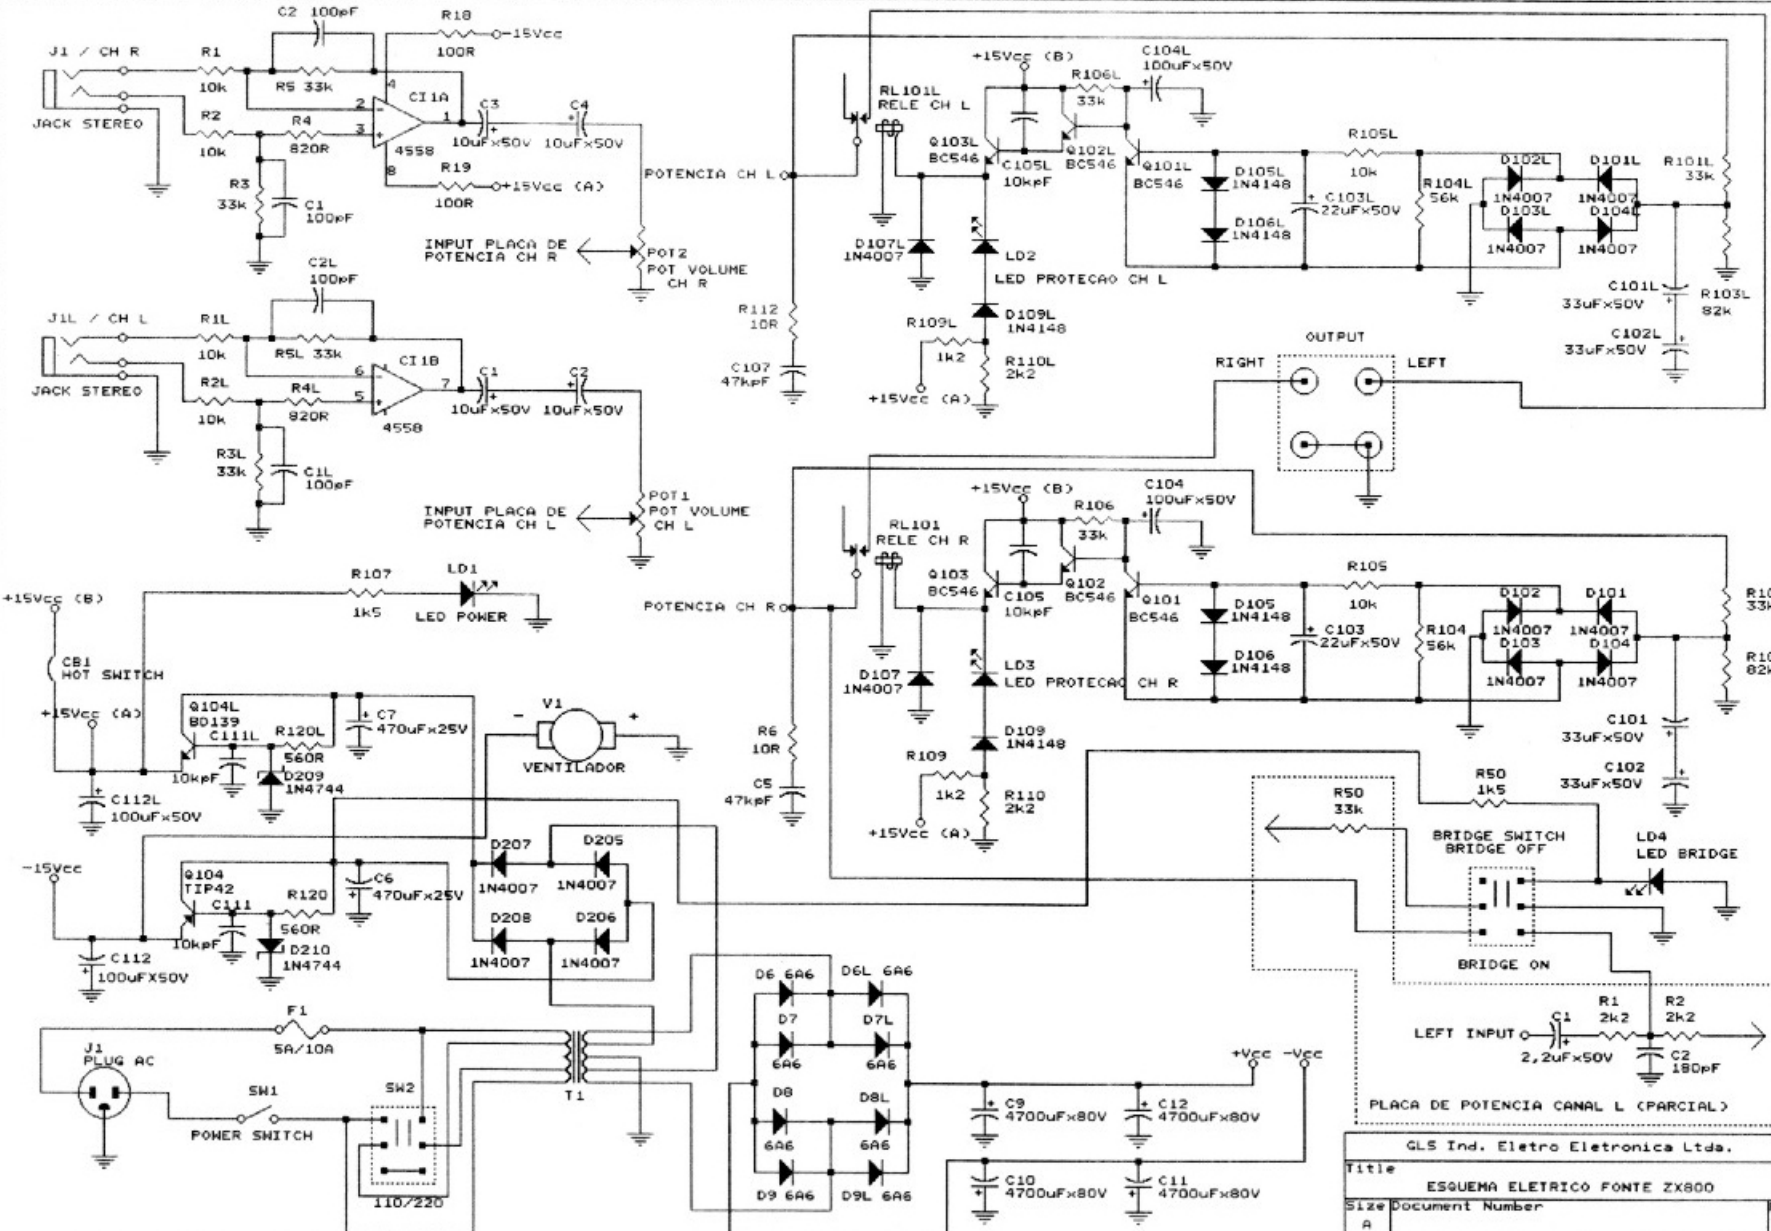 C2 100pF
R18
-15Vcc
100R
J1 / CH R
R1
10k
R5 33k
4
CI1A
C3
C4
2
1
3
JACK STEREO
R2
10k
R4
820R
4558
10uFx50V
10uFx50V
8
R19
+15Vcc (A)
100R
R3
33k
C1
100pF
INPUT PLACA DE
POTENCIA CH R
POT2
POT VOLUME
CH R
C2L
100pF
J1L / CH L
R1L
10k
R5L 33k
CI1B
6
7
5
C1
C2
JACK STEREO
R2L
10k
R4L
820R
10uFx50V
10uFx50V
4558
R3L
33k
C1L
100pF
INPUT PLACA DE
POTENCIA CH L
POT1
POT VOLUME
CH L
+15Vcc (B)
C104L
100uFx50V
R106L
33k
RL101L
RELE CH L
Q103L
BC546
C105L
10kpF
Q102L
BC546
Q101L
BC546
R105L
10k
POTENCIA CH L
D105L
1N4148
C103L
22uFx50V
D106L
1N4148
R104L
56k
D102L
D101L
1N4007
1N4007
D103L
D104L
1N4007
1N4007
R101L
33k
D107L
1N4007
LD2
LED PROTECAO CH L
D109L
1N4148
R112
10R
R109L
1k2
R110L
2k2
C107
47kpF
+15Vcc (A)
C101L
33uFx50V
R103L
82k
C102L
33uFx50V
OUTPUT
RIGHT
LEFT
+15Vcc (B)
C104
100uFx50V
R106
33k
RL101
RELE CH R
Q103
BC546
C105
10kpF
Q102
BC546
Q101
BC546
R105
10k
POTENCIA CH R
D105
1N4148
C103
22uFx50V
D106
1N4148
R104
56k
D102
D101
1N4007
1N4007
D103
D104
1N4007
1N4007
33k
82k
D107
1N4007
LD3
LED PROTECAO CH R
D109
1N4148
R6
10R
R109
1k2
R110
2k2
C5
47kpF
+15Vcc (A)
C101
33uFx50V
C102
33uFx50V
R107
1k5
LD1
LED POWER
+15Vcc (B)
CB1
HOT SWITCH
+15Vcc (A)
Q104L
BD139
C111L
R120L
560R
C7
470uFx25V
10kpF
D209
1N4744
C112L
100uFx50V
-
V1
+
VENTILADOR
-15Vcc
Q104
TIP42
C111
R120
560R
C6
470uFx25V
10kpF
D210
1N4744
C112
100uFX50V
D207
D205
1N4007
1N4007
D208
D206
1N4007
1N4007
F1
5A/10A
J1
PLUG AC
SW1
POWER SWITCH
SW2
110/220
T1
D6 6A6
D6L 6A6
D7
D7L
6A6
6A6
D8
D8L
6A6
6A6
D9 6A6
D9L 6A6
+Vcc
-Vcc
C9
4700uFx80V
C12
4700uFx80V
C10
4700uFx80V
C11
4700uFx80V
R50
33k
R50
1k5
BRIDGE SWITCH
BRIDGE OFF
LD4
LED BRIDGE
BRIDGE ON
LEFT INPUT
C1
2,2uFx50V
R1
2k2
R2
2k2
C2
180pF
PLACA DE POTENCIA CANAL L (PARCIAL)
GLS Ind. Eletro Eletronica Ltda.
Title
ESQUEMA ELETRICO FONTE ZX800
Size
Document Number
A